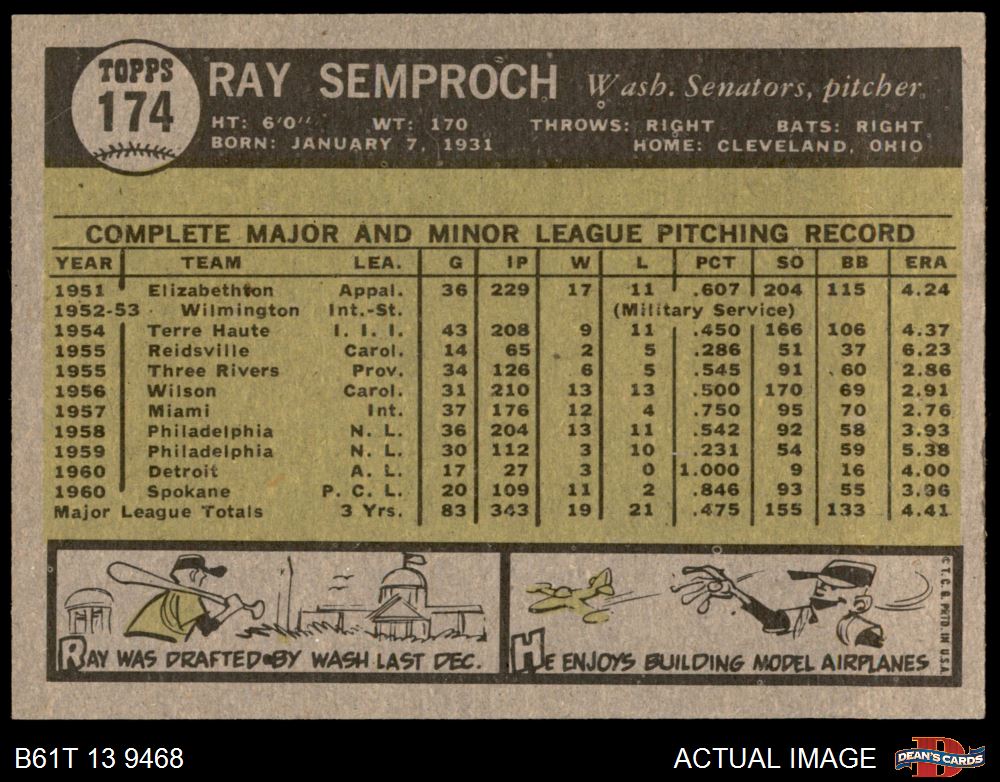 TOPPS
174
RAY SEMPROCH Wash. Senators, pitcher
HT: 6'0" WT: 170 THROWS: RIGHT BATS: RIGHT
BORN: JANUARY 7, 1931 HOME: CLEVELAND, OHIO
COMPLETE MAJOR AND MINOR LEAGUE PITCHING RECORD
YEAR TEAM LEA. G IP W L PCT SO BB ERA
1951 Elizabethton Appal. 36 229 17 11 .607 204 115 4.24
1952-53 Wilmington Int.-St. (Military Service)
1954 Terre Haute I. I. I. 43 208 9 11 .450 166 106 4.37
1955 Reidsville Carol. 14 65 2 5 .286 51 37 6.23
1955 Three Rivers Prov. 34 126 6 5 .545 91 60 2.86
1956 Wilson Carol. 31 210 13 13 .500 170 69 2.91
1957 Miami Int. 37 176 12 4 .750 95 70 2.76
1958 Philadelphia N. L. 36 204 13 11 .542 92 58 3.93
1959 Philadelphia N. L. 30 112 3 10 .231 54 59 5.38
1960 Detroit A. L. 17 27 3 0 1.000 9 16 4.00
1960 Spokane P. C. L. 20 109 11 2 .846 93 55 3.96
Major League Totals 3 Yrs. 83 343 19 21 .475 155 133 4.41
RAY WAS DRAFTED BY WASH LAST DEC.
HE ENJOYS BUILDING MODEL AIRPLANES
© T. C. G. PRTD. IN U.S.A.
B61T 13 9468
ACTUAL IMAGE
DEAN'S CARDS